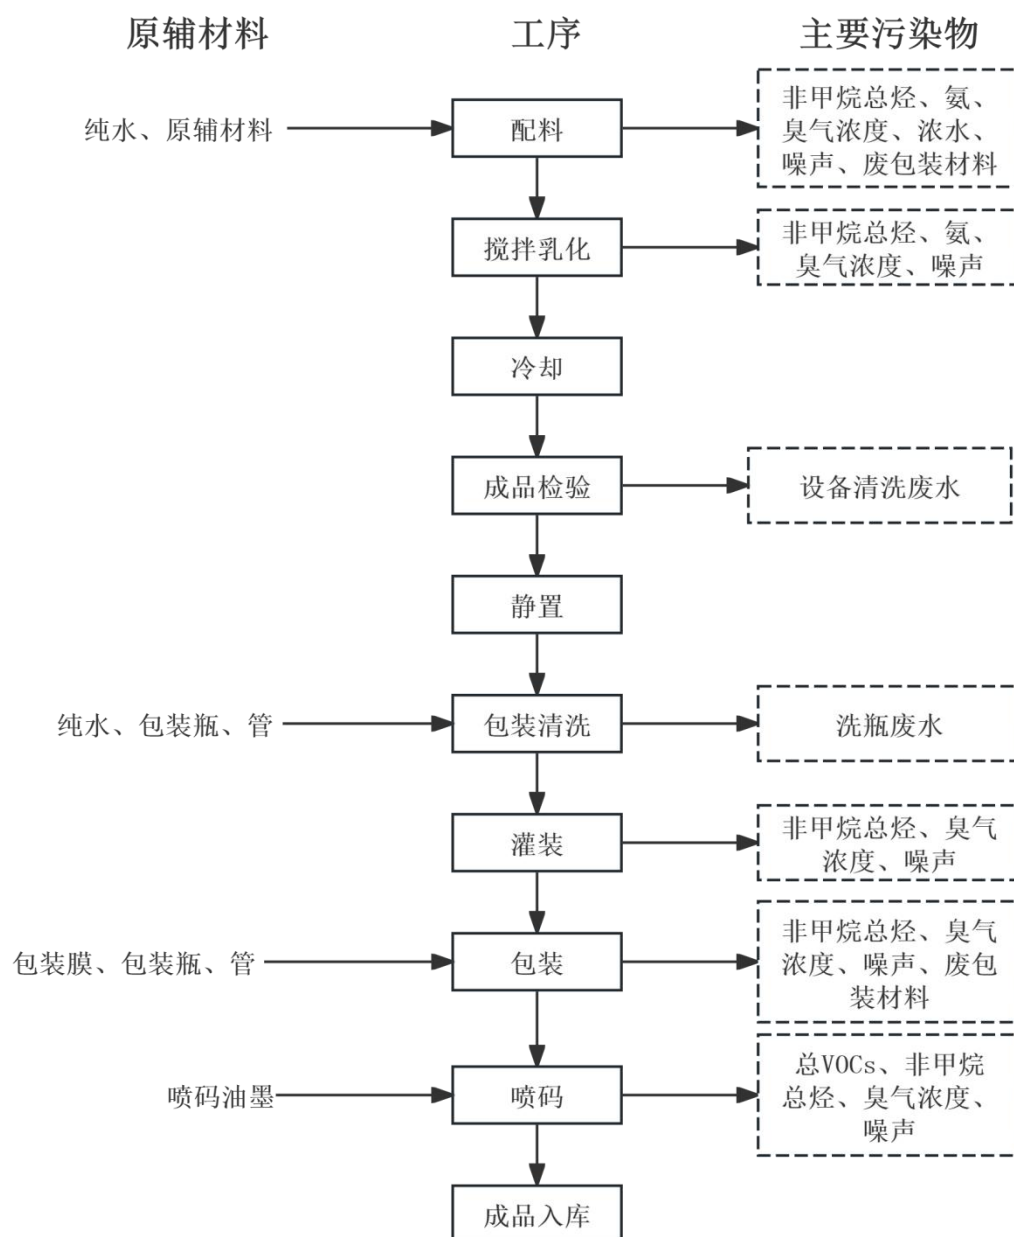 原辅材料
工序
主要污染物
纯水、原辅材料
配料
非甲烷总烃、氨、
臭气浓度、浓水、
噪声、废包装材料
搅拌乳化
非甲烷总烃、氨、
臭气浓度、噪声
冷却
成品检验
设备清洗废水
静置
纯水、包装瓶、管
包装清洗
洗瓶废水
灌装
非甲烷总烃、臭气
浓度、噪声
包装膜、包装瓶、管
包装
非甲烷总烃、臭气
浓度、噪声、废包
装材料
喷码油墨
喷码
总VOCs、非甲烷
总烃、臭气浓度、
噪声
成品入库